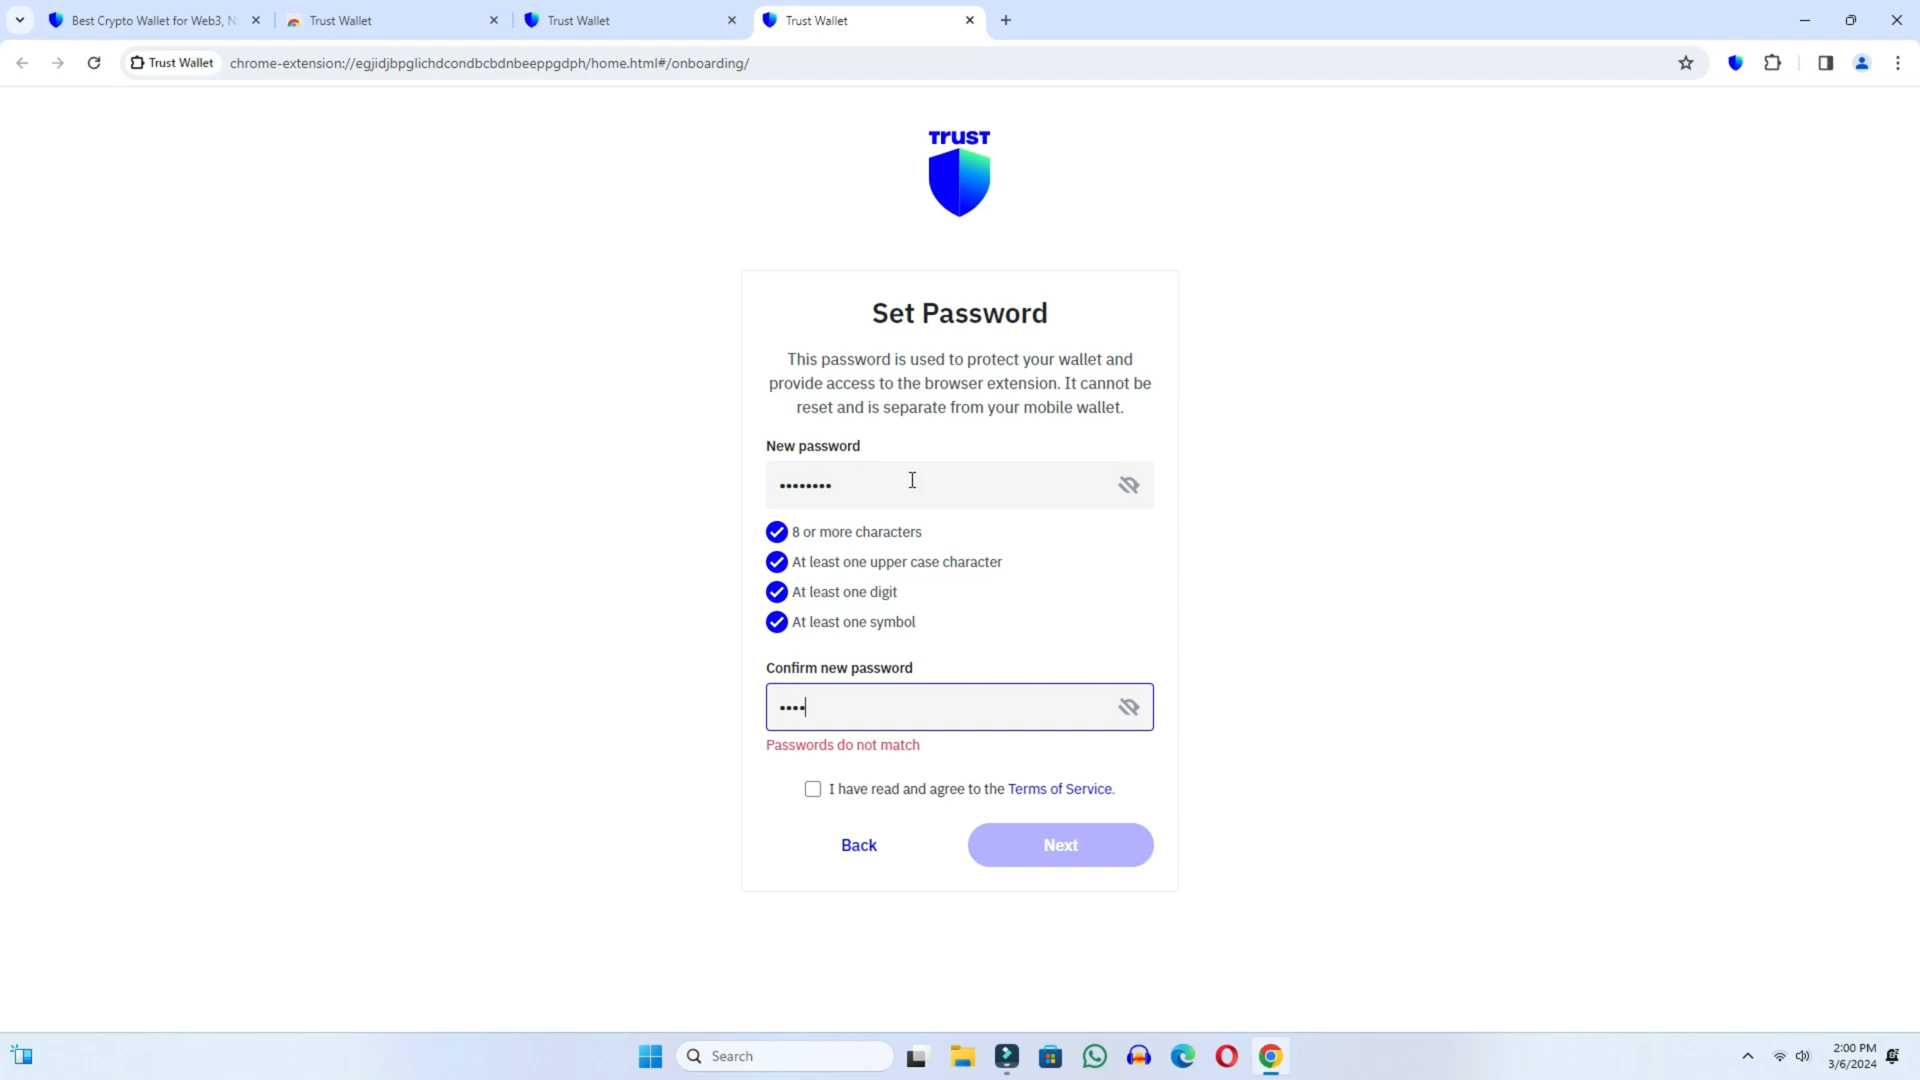 Best Crypto Wallet for Web3, N
Trust Wallet
Trust Wallet
Trust Wallet
Trust Wallet
chrome-extension://egjidjbpglichdcondbcbdnbeeppgdph/home.html#/onboarding/
TRUST
Set Password
This password is used to protect your wallet and
provide access to the browser extension. It cannot be
reset and is separate from your mobile wallet.
New password
••••••••
8 or more characters
At least one upper case character
At least one digit
At least one symbol
Confirm new password
••••
Passwords do not match
I have read and agree to the Terms of Service.
Back
Next
Search
2:00 PM
3/6/2024